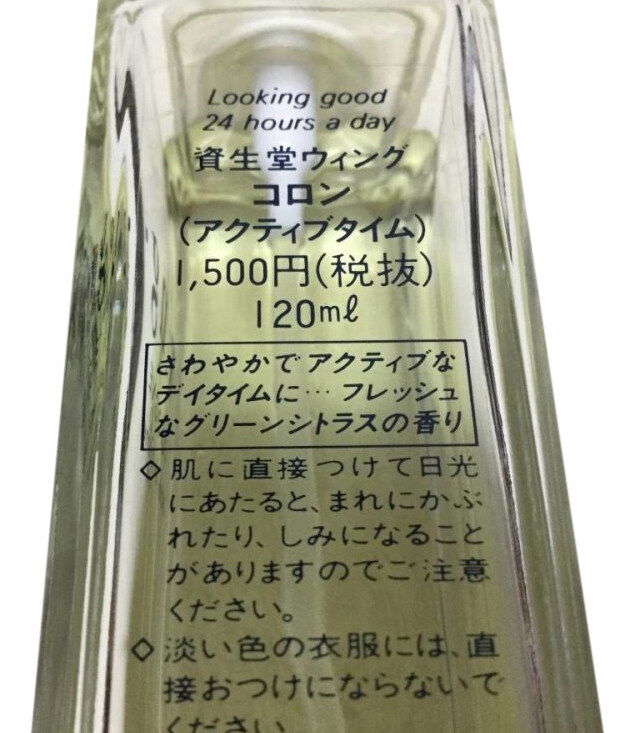 Looking good
24 hours a day
資生堂ウィング
コロン
(アクティブタイム)
1,500円(税抜)
120ml
さわやかでアクティブな
デイタイムに…フレッシュ
なグリーンシトラスの香り
◇肌に直接つけて日光
にあたると、まれにかぶ
れたり、しみになること
がありますのでご注意
ください。
◇淡い色の衣服には、直
接おつけにならないで
ください